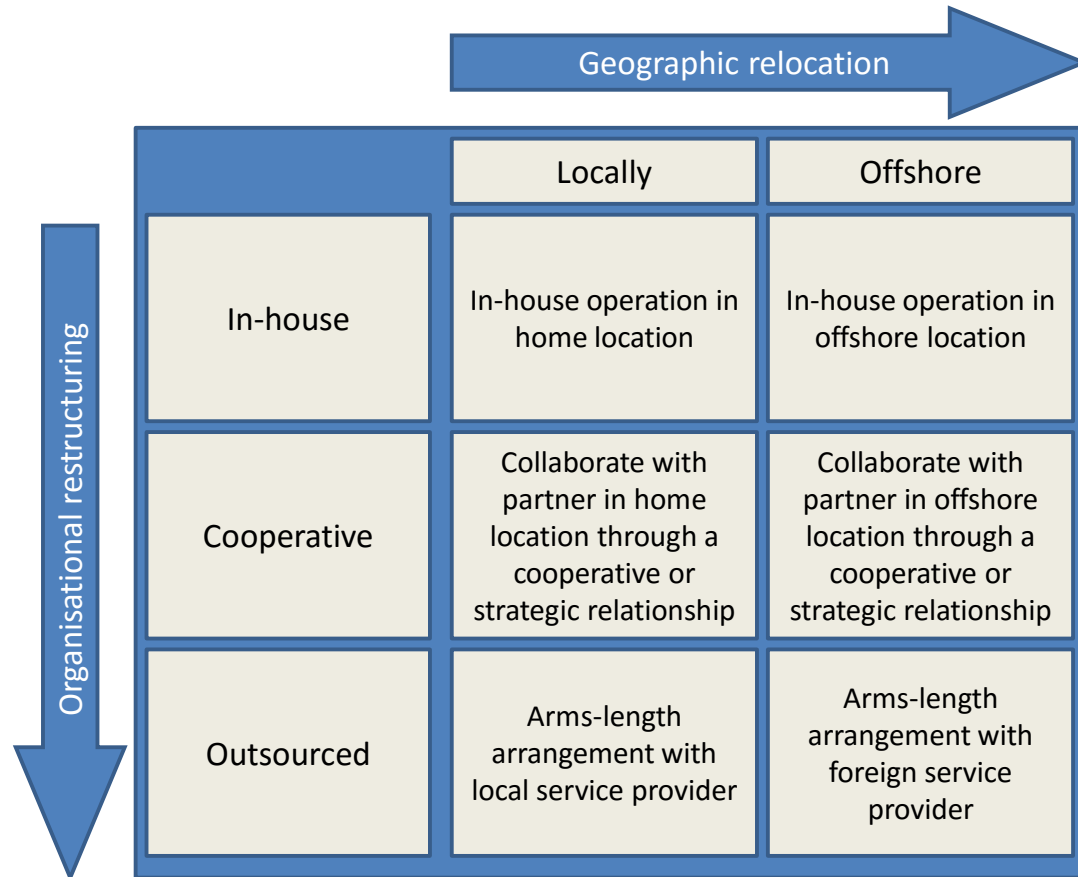 Geographic relocation
Organisational restructuring
Locally
Offshore
In-house
In-house operation in
home location
In-house operation in
offshore location
Cooperative
Collaborate with
partner in home
location through a
cooperative or
strategic relationship
Collaborate with
partner in offshore
location through a
cooperative or
strategic relationship
Outsourced
Arms-length
arrangement with
local service provider
Arms-length
arrangement with
foreign service
provider